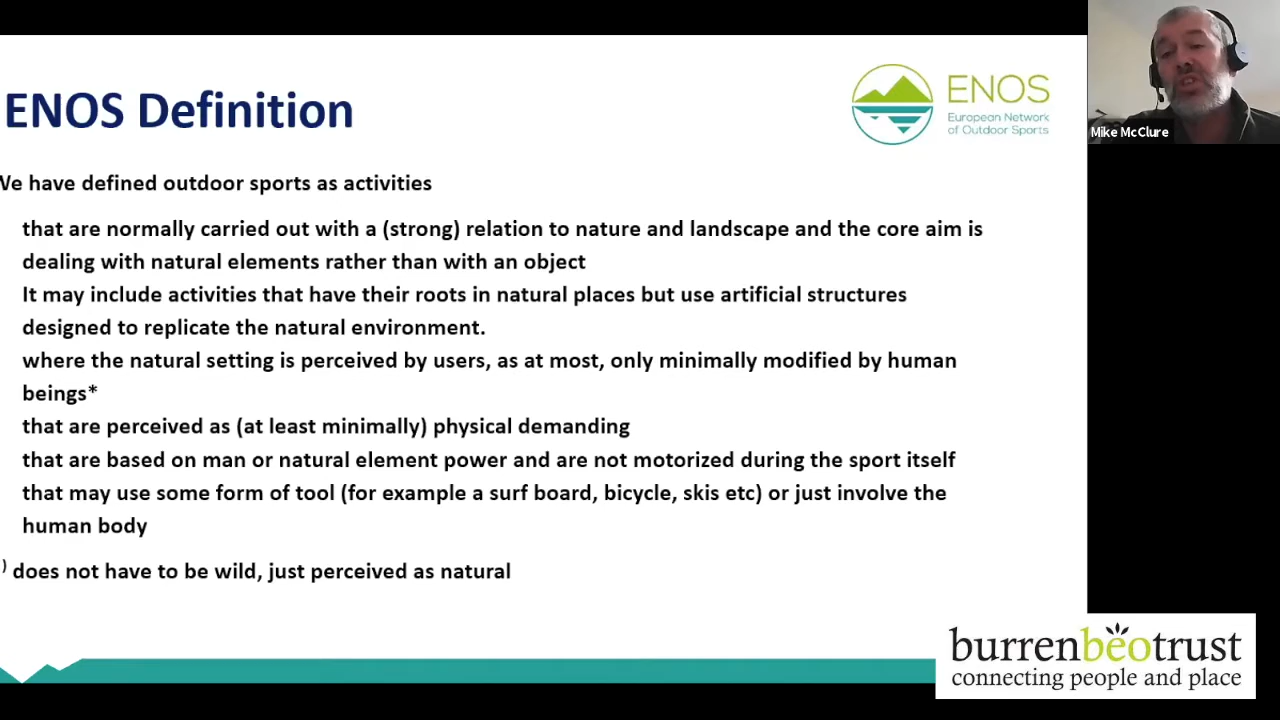 ENOS Definition
ENOS
European Network
of Outdoor Sports
Mike McClure
We have defined outdoor sports as activities
that are normally carried out with a (strong) relation to nature and landscape and the core aim is
dealing with natural elements rather than with an object
It may include activities that have their roots in natural places but use artificial structures
designed to replicate the natural environment.
where the natural setting is perceived by users, as at most, only minimally modified by human
beings*
that are perceived as (at least minimally) physical demanding
that are based on man or natural element power and are not motorized during the sport itself
that may use some form of tool (for example a surf board, bicycle, skis etc) or just involve the
human body
) does not have to be wild, just perceived as natural
burrenbeotrust
connecting people and place